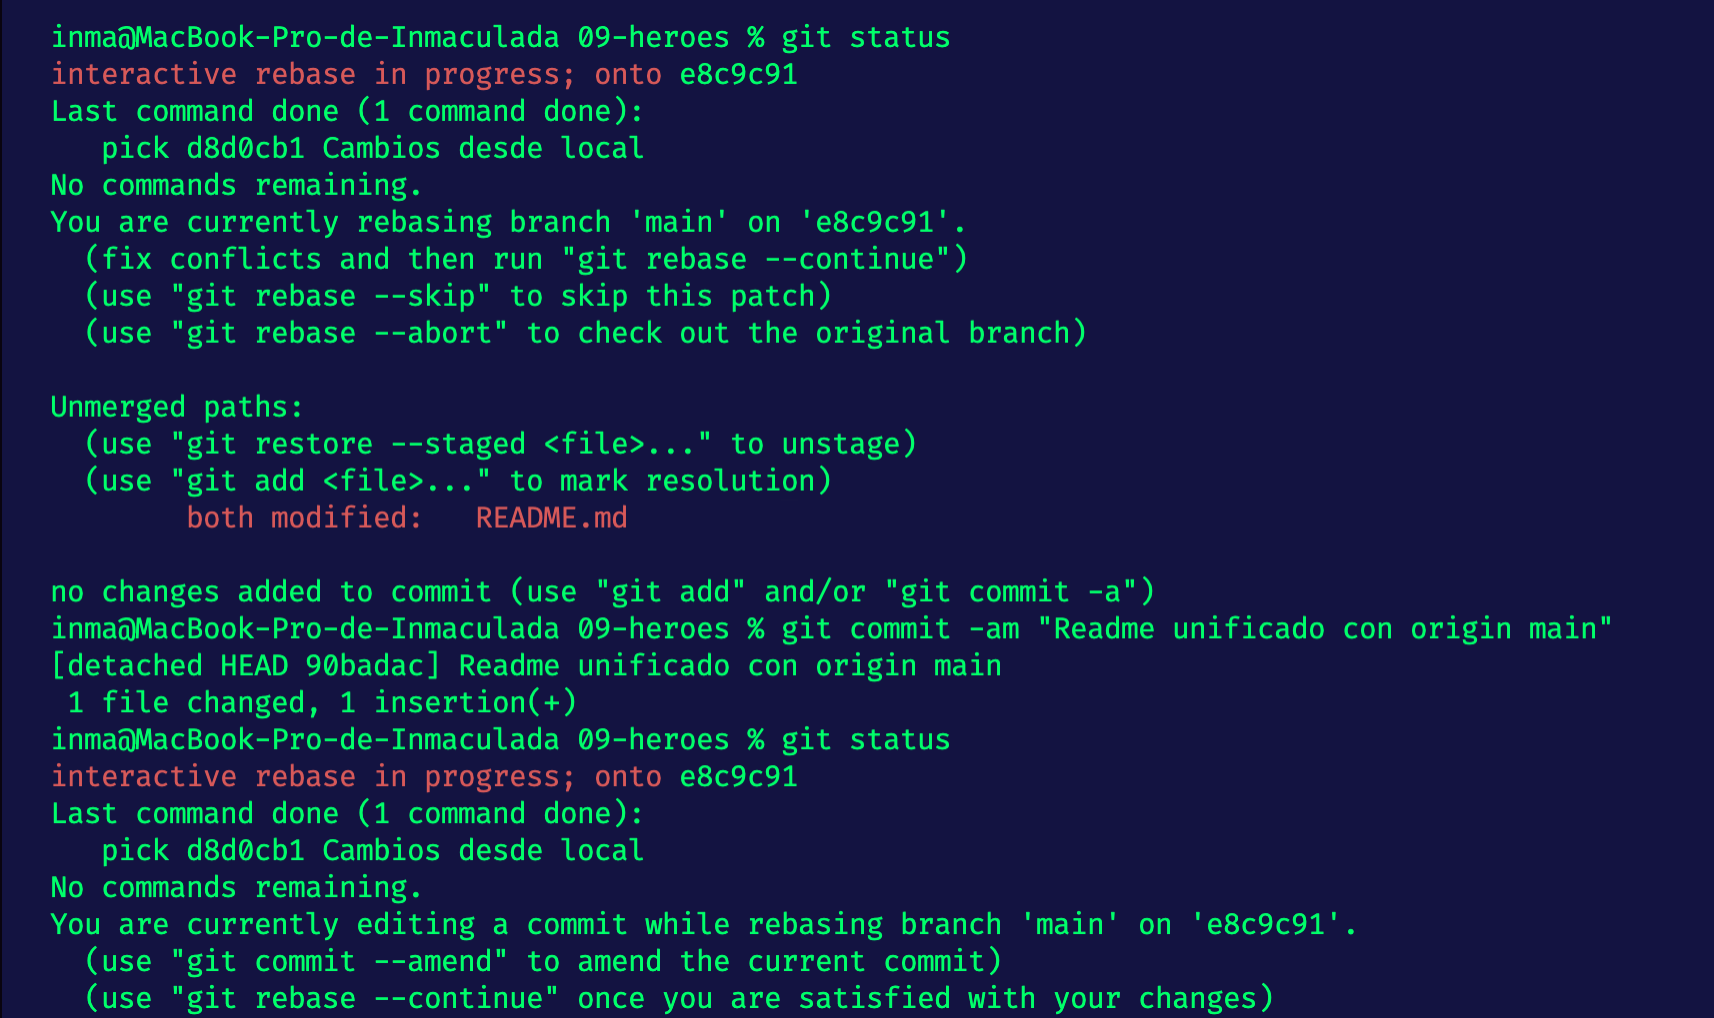 inma@MacBook-Pro-de-Inmaculada 09-heroes % git status
interactive rebase in progress; onto e8c9c91
Last command done (1 command done):
   pick d8d0cb1 Cambios desde local
No commands remaining.
You are currently rebasing branch 'main' on 'e8c9c91'.
  (fix conflicts and then run "git rebase --continue")
  (use "git rebase --skip" to skip this patch)
  (use "git rebase --abort" to check out the original branch)

Unmerged paths:
  (use "git restore --staged <file>..." to unstage)
  (use "git add <file>..." to mark resolution)
        both modified:   README.md

no changes added to commit (use "git add" and/or "git commit -a")
inma@MacBook-Pro-de-Inmaculada 09-heroes % git commit -am "Readme unificado con origin main"
[detached HEAD 90badac] Readme unificado con origin main
 1 file changed, 1 insertion(+)
inma@MacBook-Pro-de-Inmaculada 09-heroes % git status
interactive rebase in progress; onto e8c9c91
Last command done (1 command done):
   pick d8d0cb1 Cambios desde local
No commands remaining.
You are currently editing a commit while rebasing branch 'main' on 'e8c9c91'.
  (use "git commit --amend" to amend the current commit)
  (use "git rebase --continue" once you are satisfied with your changes)